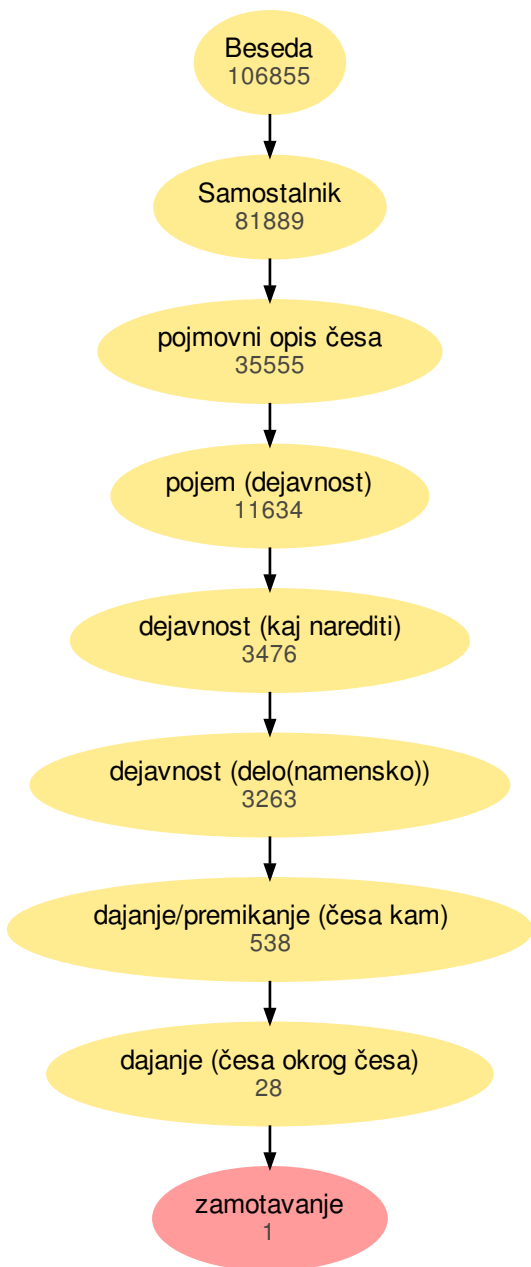 Beseda
106855
Samostalnik
81889
pojmovni opis česa
35555
pojem (dejavnost)
11634
dejavnost (kaj narediti)
3476
dejavnost (delo(namensko))
3263
dajanje/premikanje (česa kam)
538
dajanje (česa okrog česa)
28
zamotavanje
1